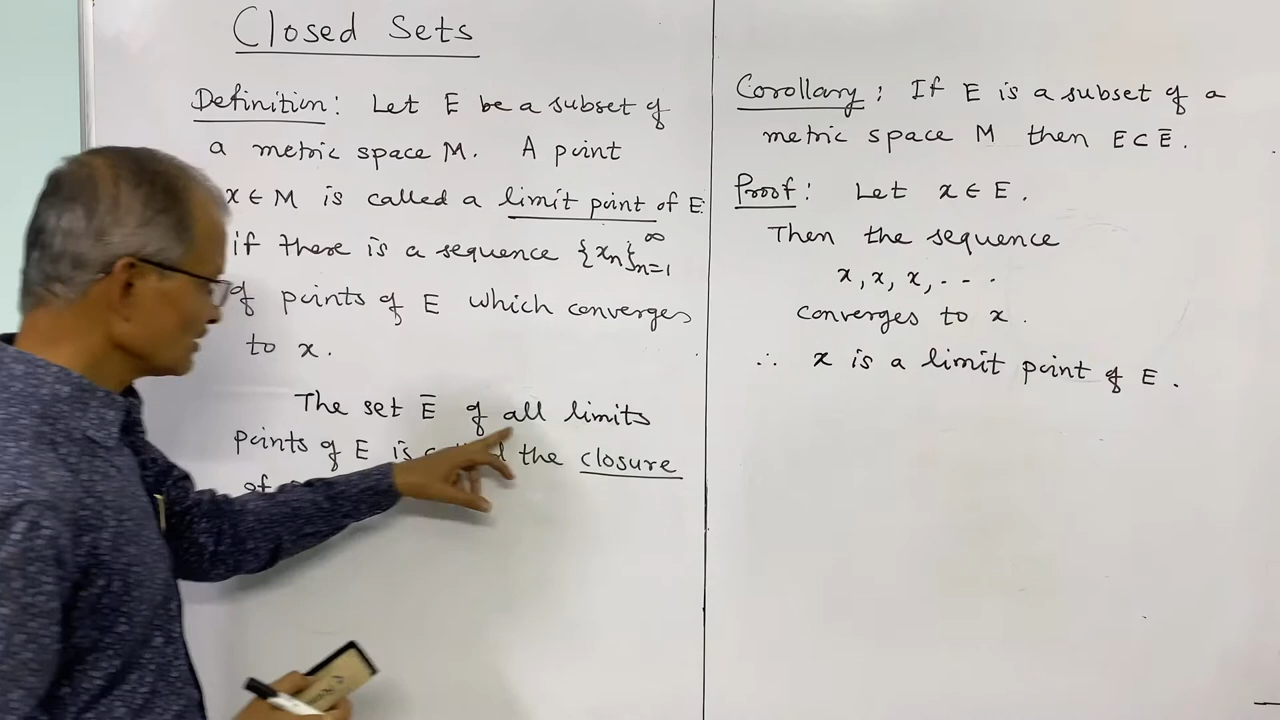 Closed Sets
Definition: Let E be a subset of
a metric space M. A point
x ∈ M is called a limit point of E
if there is a sequence {xₙ}ₙ₌₁^∞
of points of E which converges
to x.
The set Ē of all limits
points of E is the closure
of
Corollary: If E is a subset of a
metric space M then E ⊂ Ē.
Proof: Let x ∈ E.
Then the sequence
x, x, x, - - -
converges to x.
∴ x is a limit point of E.